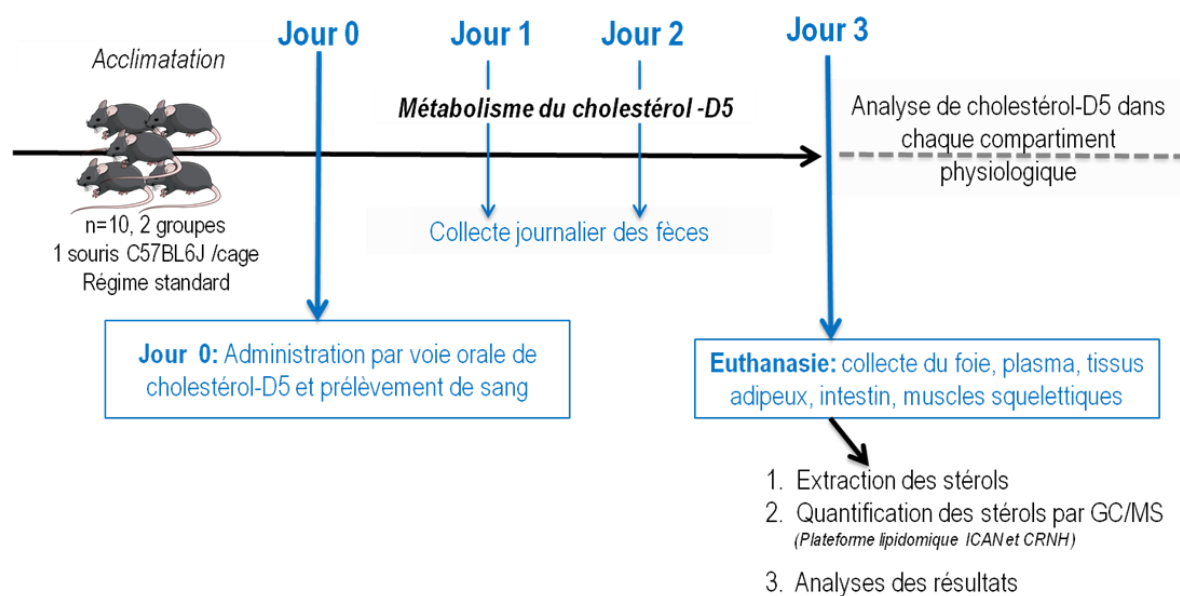 Acclimatation
Jour 0
Jour 1
Jour 2
Jour 3
Métabolisme du cholestérol -D5
Analyse de cholestérol-D5 dans
chaque compartiment
physiologique
n=10, 2 groupes
1 souris C57BL6J /cage
Régime standard
Collecte journalier des fèces
Jour 0: Administration par voie orale de
cholestérol-D5 et prélèvement de sang
Euthanasie: collecte du foie, plasma, tissus
adipeux, intestin, muscles squelettiques
1. Extraction des stérols
2. Quantification des stérols par GC/MS
(Plateforme lipidomique ICAN et CRNH)
3. Analyses des résultats